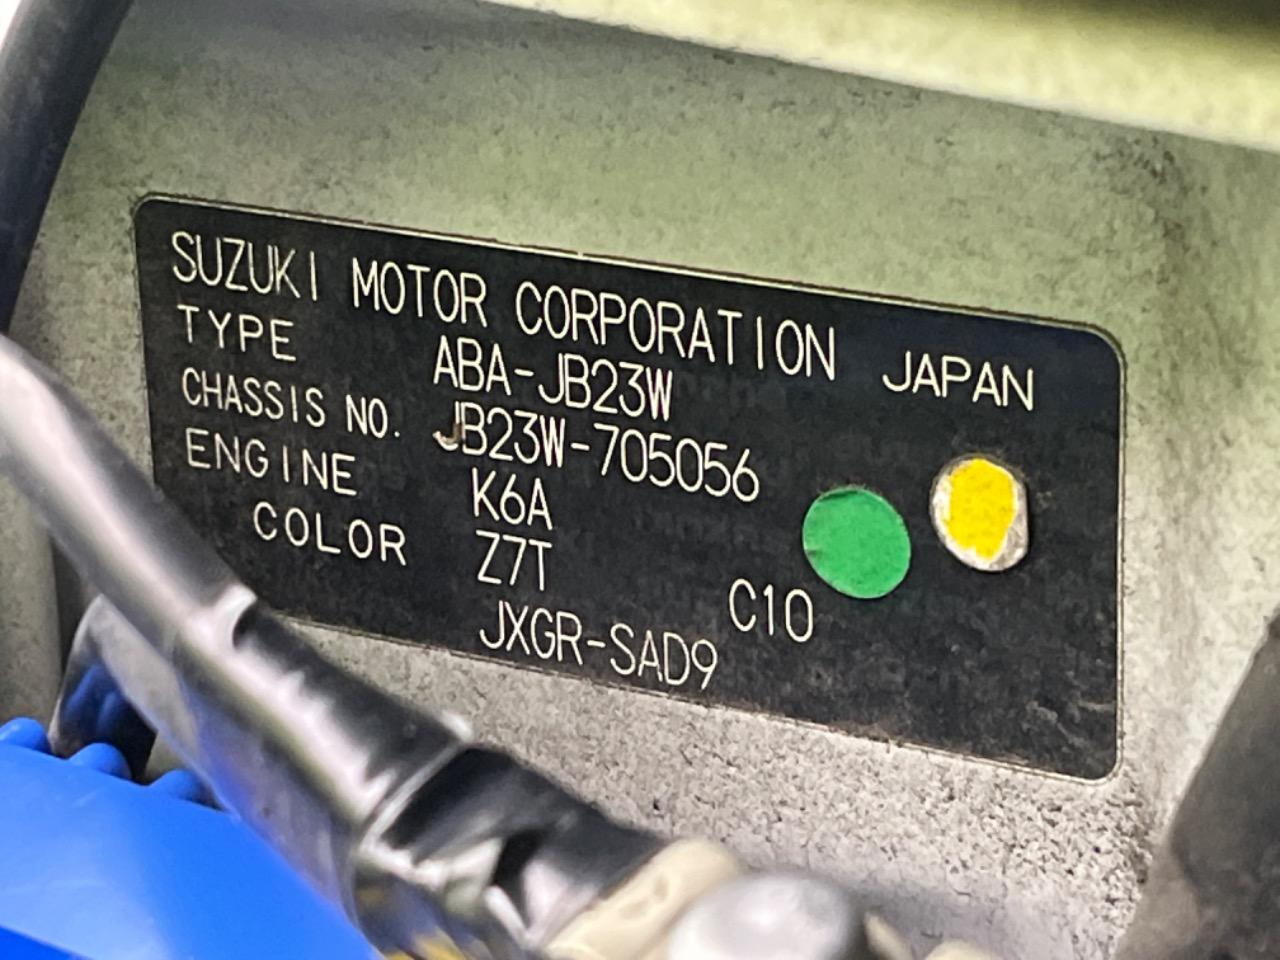 SUZUKI MOTOR CORPORATION JAPAN
TYPE ABA-JB23W
CHASSIS NO. JB23W-705056
ENGINE K6A
COLOR Z7T C10
JXGR-SAD9